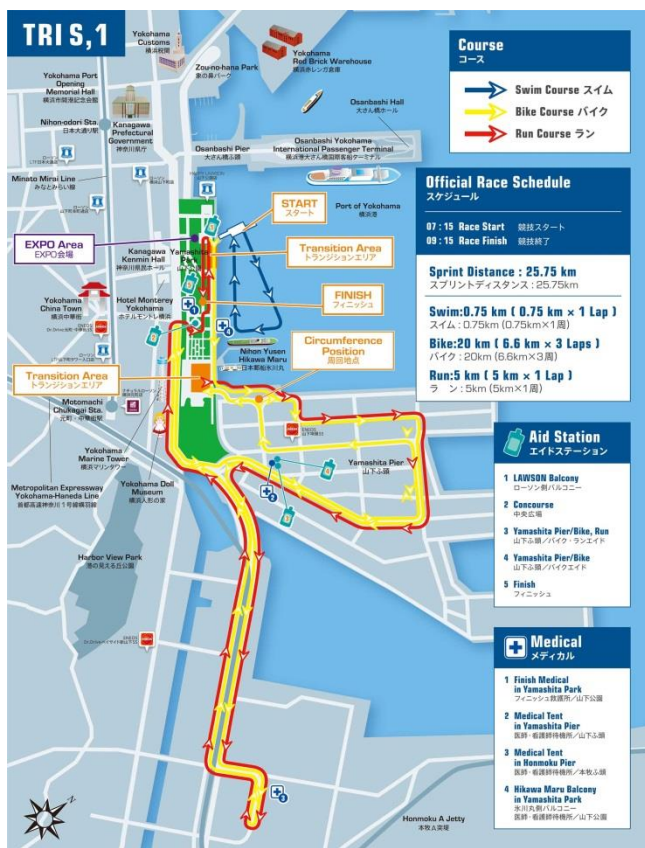 TRI S,1
Yokohama
Customs
横浜税関
Yokohama
Red Brick Warehouse
横浜赤レンガ倉庫
Zou-no-hana Park
象の鼻パーク
Yokohama Port
Opening
Memorial Hall
横浜市開港記念会館
Nihon-odori Sta.
日本大通り駅
Kanagawa
Prefectural
Government
神奈川県庁
Osanbashi Hall
大さん橋ホール
Osanbashi Pier
大さん橋ふ頭
Osanbashi Yokohama
International Passenger Terminal
横浜港大さん橋国際客船ターミナル
Minato Mirai Line
みなとみらい線
START
スタート
Port of Yokohama
横浜港
EXPO Area
EXPO会場
Kanagawa
Kenmin Hall
神奈川県民ホール
Yamashita
Park
Transition Area
トランジションエリア
FINISH
フィニッシュ
Yokohama
China Town
横浜中華街
Hotel Monterey
Yokohama
ホテルモントレ横浜
Nihon Yusen
Hikawa Maru
日本郵船氷川丸
Circumference
Position
周回地点
Transition Area
トランジションエリア
Motomachi
Chukagai Sta.
元町・中華街駅
Yokohama
Marine Tower
横浜マリンタワー
Yamashita Pier
山下ふ頭
Metropolitan Expressway
Yokohama-Haneda Line
首都高速神奈川1号線横羽線
Yokohama Doll
Museum
横浜人形の家
Harbor View Park
港の見える丘公園
Honmoku A Jetty
本牧A突堤
N
Course
コース
Swim Course スイム
Bike Course バイク
Run Course ラン
Official Race Schedule
スケジュール
07:15 Race Start 競技スタート
09:15 Race Finish 競技終了
Sprint Distance : 25.75 km
スプリントディスタンス : 25.75km
Swim:0.75 km ( 0.75 km × 1 Lap )
スイム : 0.75km (0.75km×1周)
Bike:20 km ( 6.6 km × 3 Laps )
バイク : 20km (6.6km×3周)
Run:5 km ( 5 km × 1 Lap )
ラ ン : 5km (5km×1周)
Aid Station
エイドステーション
1 LAWSON Balcony
ローソン側バルコニー
2 Concourse
中央広場
3 Yamashita Pier/Bike, Run
山下ふ頭/バイク・ランエイド
4 Yamashita Pier/Bike
山下ふ頭/バイクエイド
5 Finish
フィニッシュ
Medical
メディカル
1 Finish Medical
in Yamashita Park
フィニッシュ救護所/山下公園
2 Medical Tent
in Yamashita Pier
医師・看護師待機所/山下ふ頭
3 Medical Tent
in Honmoku Pier
医師・看護師待機所/本牧ふ頭
4 Hikawa Maru Balcony
in Yamashita Park
氷川丸側バルコニー
医師・看護師待機所/山下公園